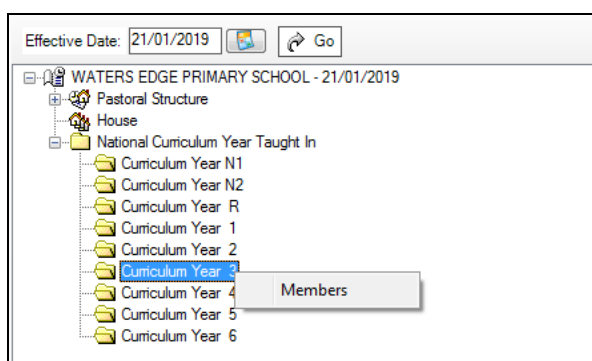 Effective Date: 21/01/2019 Go
WATERS EDGE PRIMARY SCHOOL - 21/01/2019
Pastoral Structure
House
National Curriculum Year Taught In
Curriculum Year N1
Curriculum Year N2
Curriculum Year R
Curriculum Year 1
Curriculum Year 2
Curriculum Year 3
Members
Curriculum Year 4
Curriculum Year 5
Curriculum Year 6